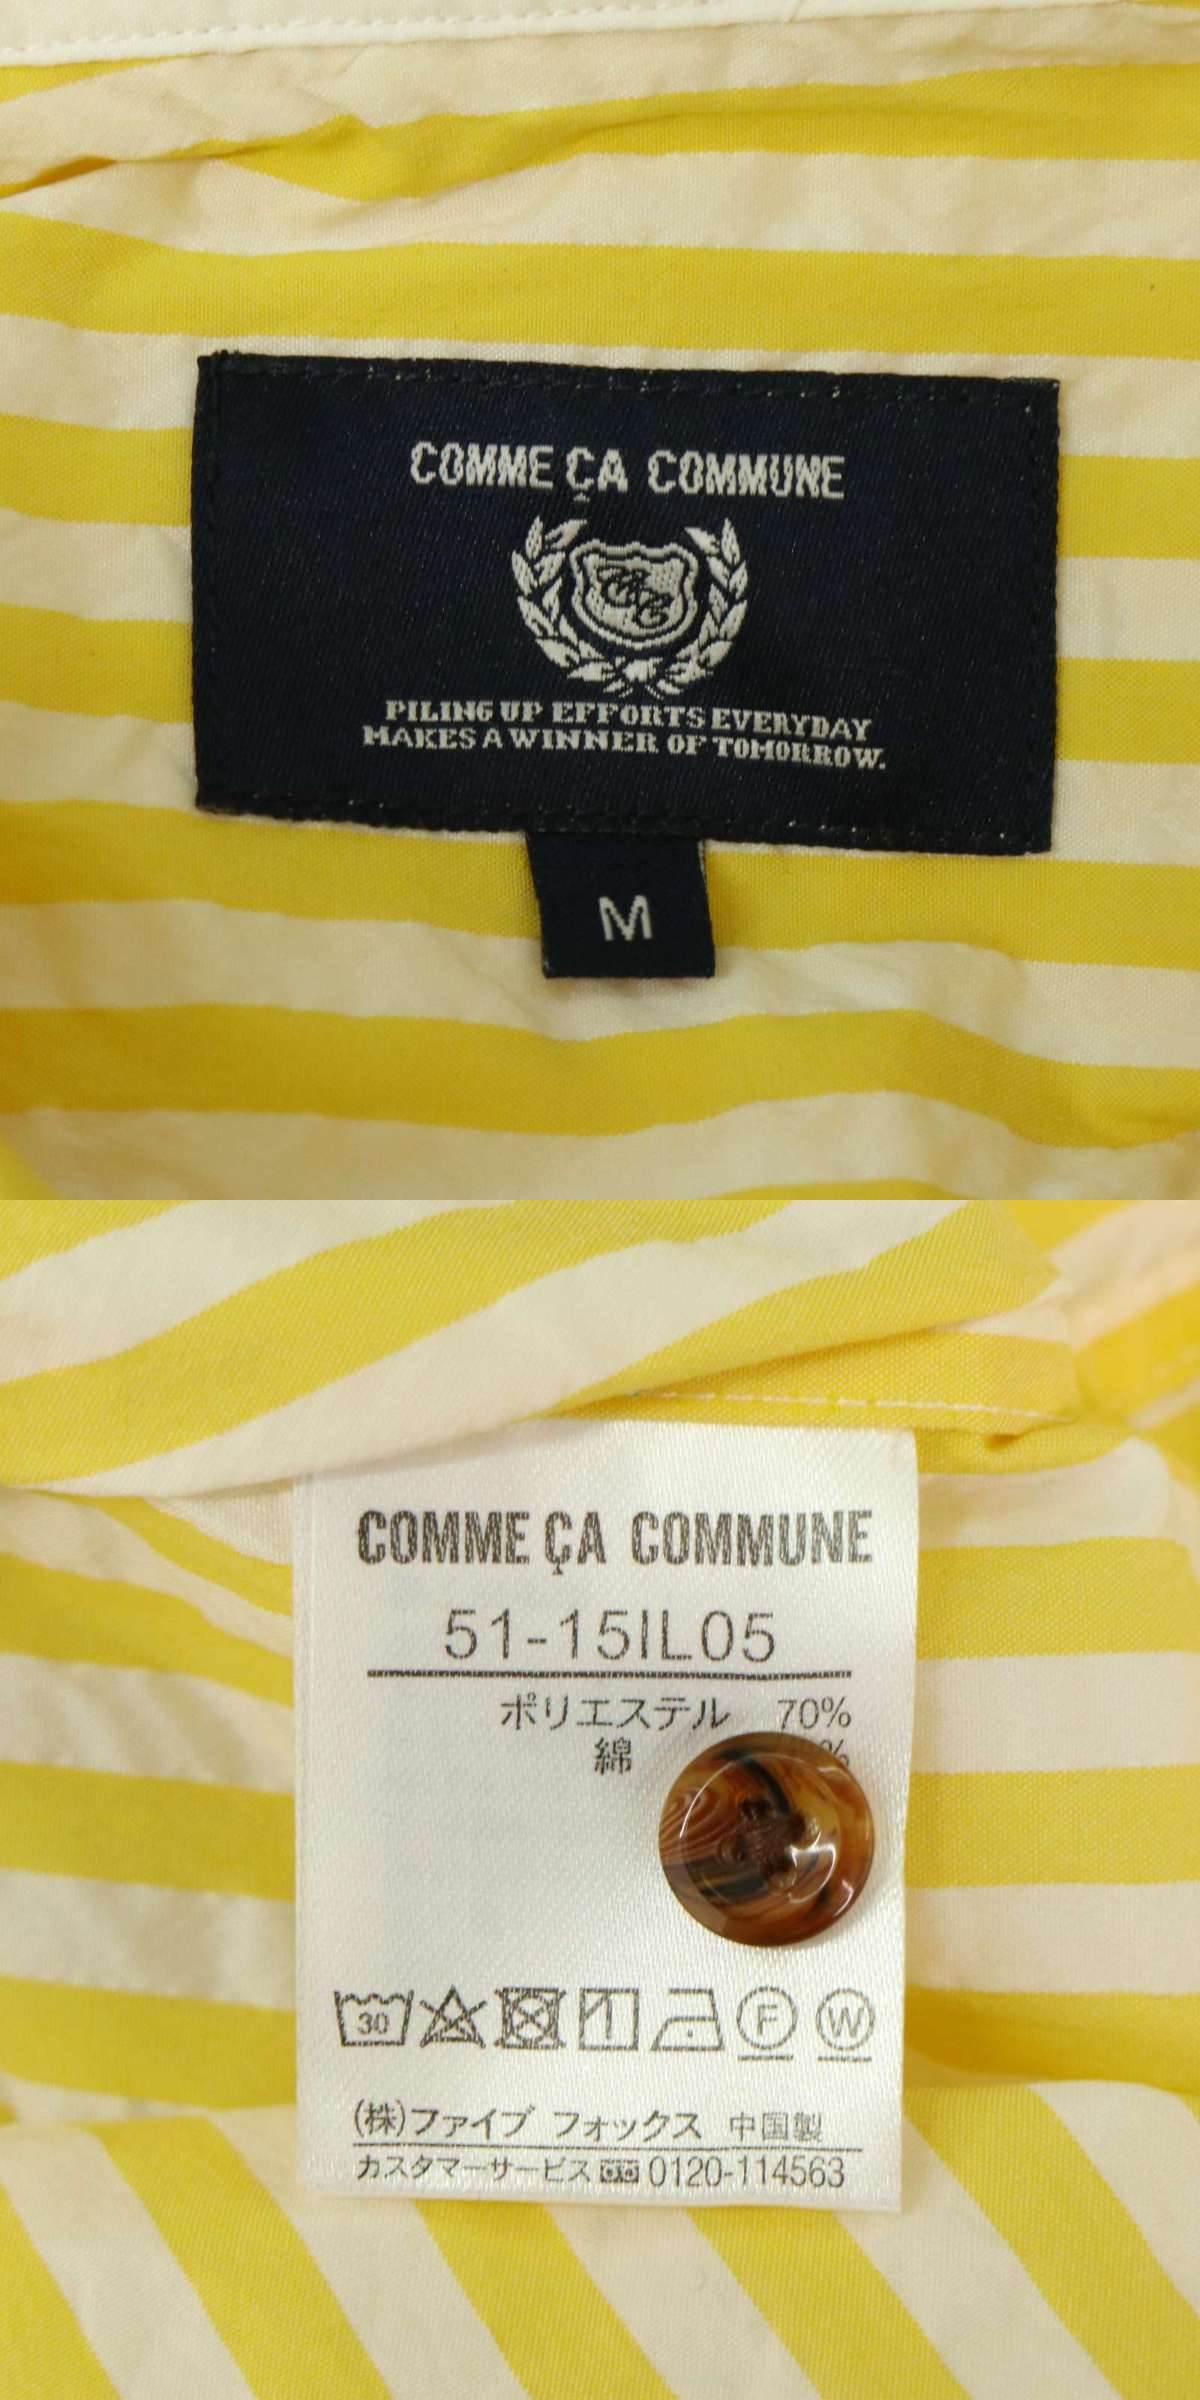 COMME ÇA COMMUNE
PILING UP EFFORTS EVERYDAY
MAKES A WINNER OF TOMORROW.
M
COMME ÇA COMMUNE
51-15IL05
ポリエステル 70%
綿 %
30 1 F W
(株)ファイブ フォックス 中国製
カスタマーサービス 0120-114563